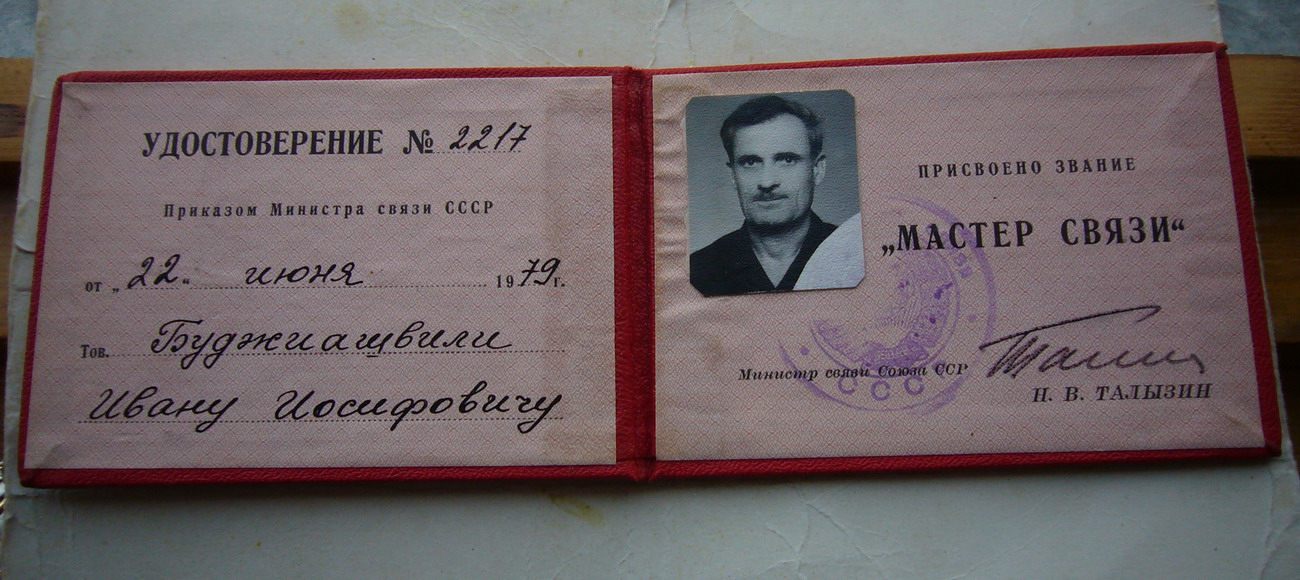 УДОСТОВЕРЕНИЕ № 2217
Приказом Министра связи СССР
от „22“ июня 1979г.
Тов. Буджиашвили
Ивану Иосифовичу
ПРИСВОЕНО ЗВАНИЕ
„МАСТЕР СВЯЗИ“
Министр связи Союза ССР
Н. В. ТАЛЫЗИН